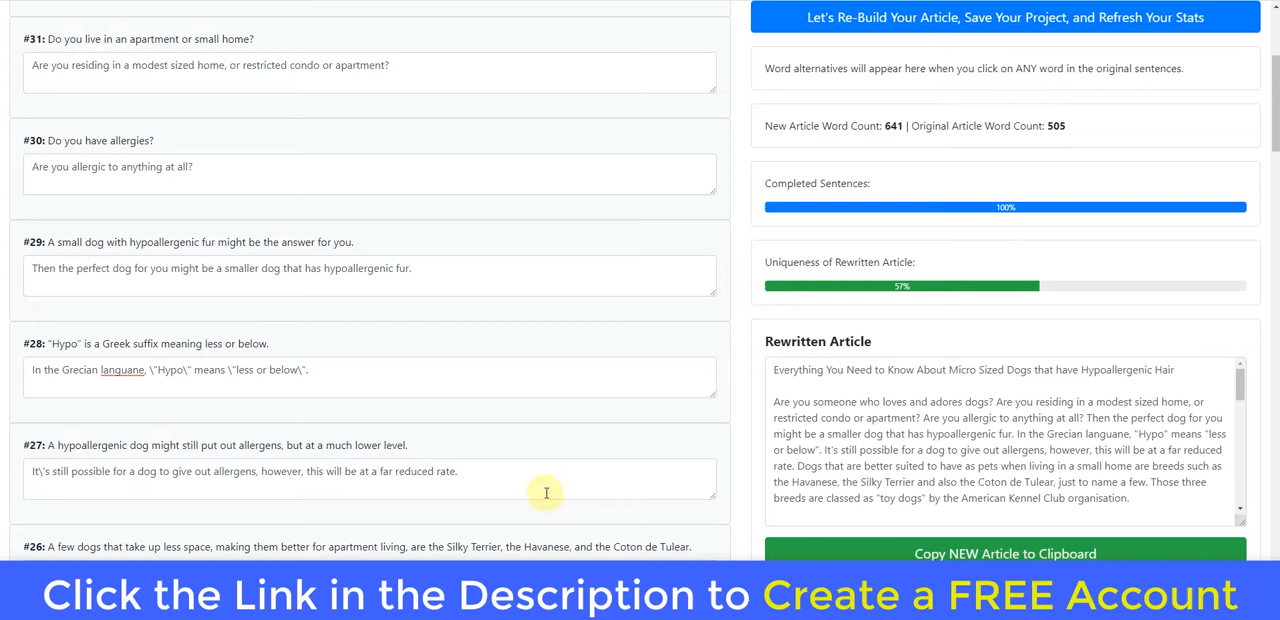 #31: Do you live in an apartment or small home?
Are you residing in a modest sized home, or restricted condo or apartment?
#30: Do you have allergies?
Are you allergic to anything at all?
#29: A small dog with hypoallergenic fur might be the answer for you.
Then the perfect dog for you might be a smaller dog that has hypoallergenic fur.
#28: "Hypo" is a Greek suffix meaning less or below.
In the Grecian languane, \"Hypo\" means \"less or below\".
#27: A hypoallergenic dog might still put out allergens, but at a much lower level.
It\'s still possible for a dog to give out allergens, however, this will be at a far reduced rate.
#26: A few dogs that take up less space, making them better for apartment living, are the Silky Terrier, the Havanese, and the Coton de Tulear.
Let's Re-Build Your Article, Save Your Project, and Refresh Your Stats
Word alternatives will appear here when you click on ANY word in the original sentences.
New Article Word Count: 641 | Original Article Word Count: 505
Completed Sentences:
100%
Uniqueness of Rewritten Article:
57%
Rewritten Article
Everything You Need to Know About Micro Sized Dogs that have Hypoallergenic Hair
Are you someone who loves and adores dogs? Are you residing in a modest sized home, or
restricted condo or apartment? Are you allergic to anything at all? Then the perfect dog for you
might be a smaller dog that has hypoallergenic fur. In the Grecian languane, "Hypo" means "less
or below". It's still possible for a dog to give out allergens, however, this will be at a far reduced
rate. Dogs that are better suited to have as pets when living in a small home are breeds such as
the Havanese, the Silky Terrier and also the Coton de Tulear, just to name a few. Those three
breeds are classed as "toy dogs" by the American Kennel Club organisation.
Copy NEW Article to Clipboard
Click the Link in the Description to Create a FREE Account